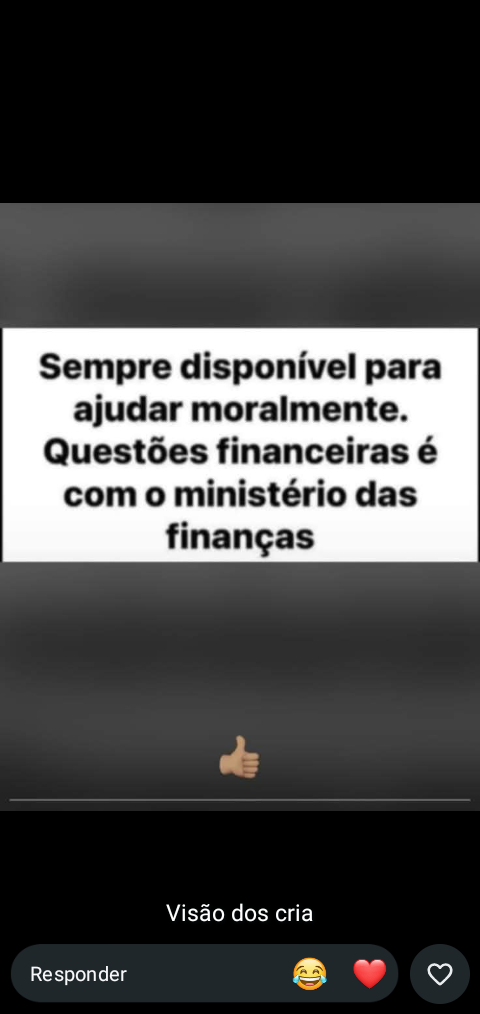 Sempre disponível para
ajudar moralmente.
Questões financeiras é
com o ministério das
finanças
👍🏽
Visão dos cria
Responder 😂 ❤️